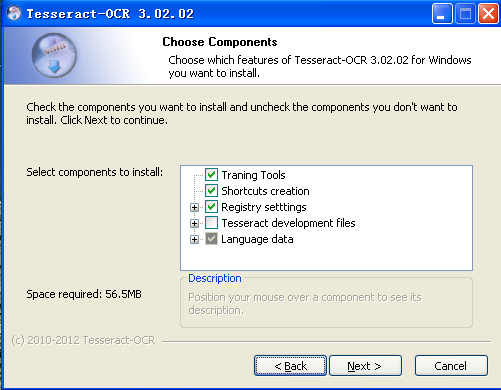 Tesseract-OCR 3.02.02
Choose Components
Choose which features of Tesseract-OCR 3.02.02 for Windows
you want to install.
Check the components you want to install and uncheck the components you don't want to
install. Click Next to continue.
Select components to install:
Traning Tools
Shortcuts creation
Registry setttings
Tesseract development files
Language data
Space required: 56.5MB
Description
Position your mouse over a component to see its
description.
(c) 2010-2012 Tesseract-OCR
< Back
Next >
Cancel